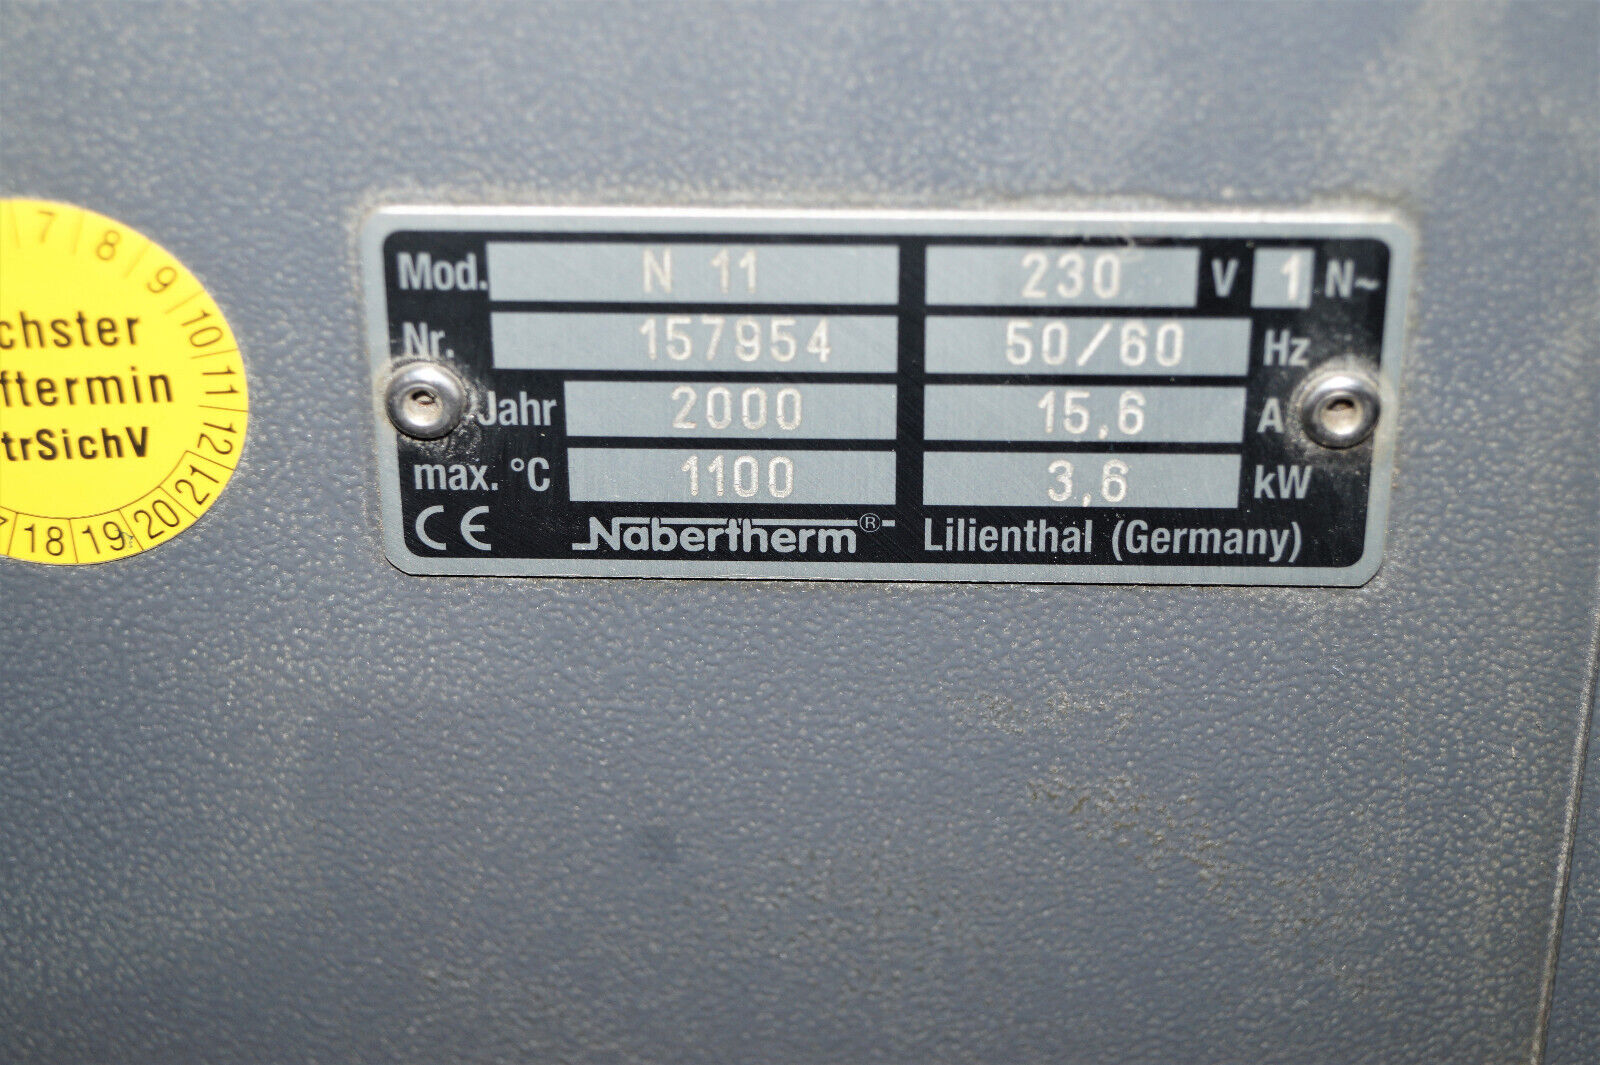 7 8 9 10 11 12
chster
ftermin
trSichV
18 19 20 21
Mod. N 11 230 V 1 N~
Nr. 157954 50/60 Hz
Jahr 2000 15,6 A
max. °C 1100 3,6 kW
CE Nabertherm® Lilienthal (Germany)